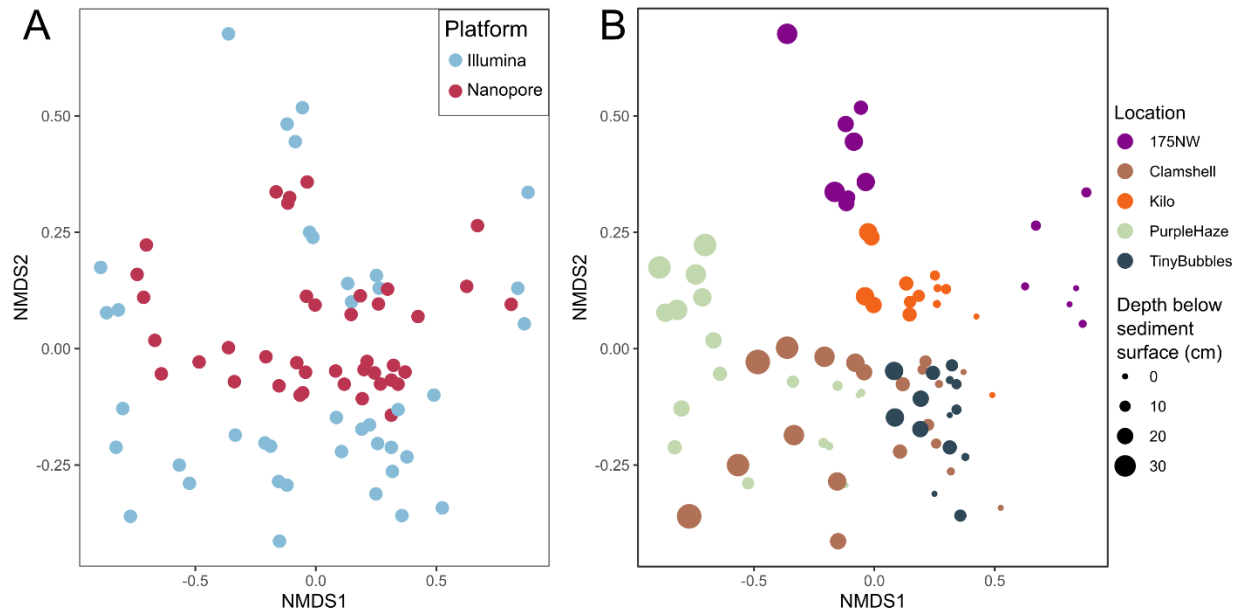 A
Platform
Illumina
Nanopore
NMDS2
0.50
0.25
0.00
-0.25
-0.5
0.0
0.5
NMDS1
B
NMDS2
0.50
0.25
0.00
-0.25
-0.5
0.0
0.5
NMDS1
Location
175NW
Clamshell
Kilo
PurpleHaze
TinyBubbles
Depth below
sediment
surface (cm)
0
10
20
30